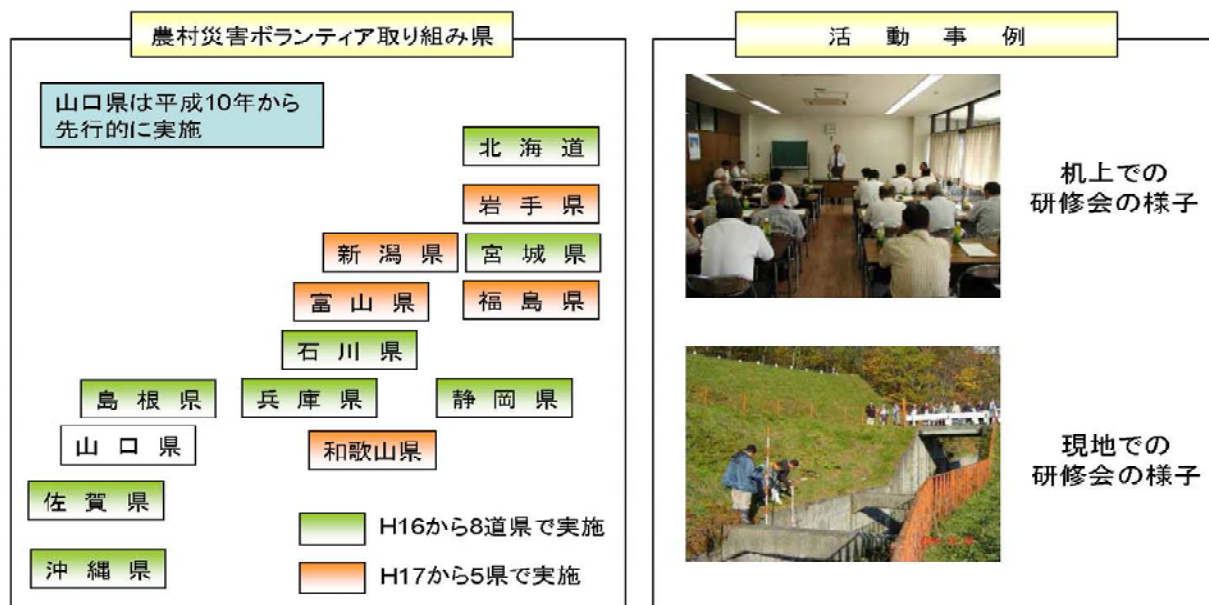 農村災害ボランティア取り組み県
山口県は平成10年から
先行的に実施
北海道
岩手県
新潟県
宮城県
富山県
福島県
石川県
島根県
兵庫県
静岡県
山口県
和歌山県
佐賀県
沖縄県
H16から8道県で実施
H17から5県で実施
活動事例
机上での
研修会の様子
現地での
研修会の様子